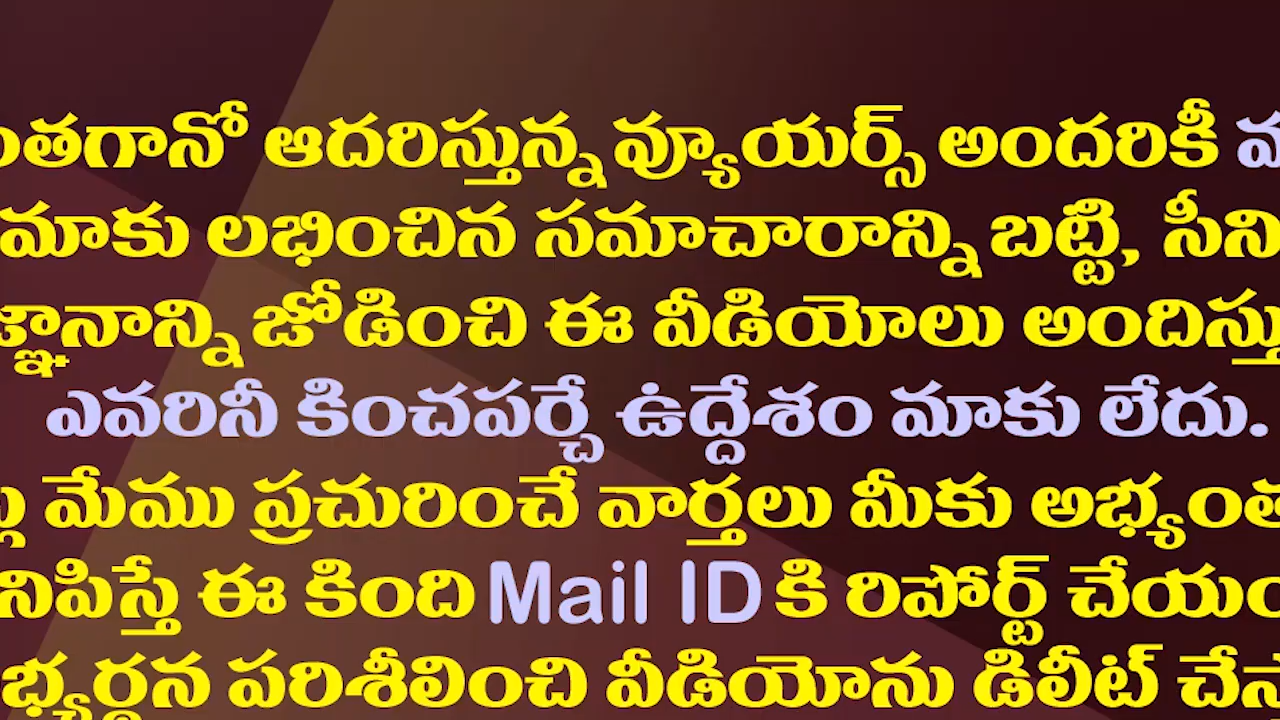 ఆదరిస్తున్న వ్యూయర్స్ అందరికీ
మాకు లభించిన సమాచారాన్ని బట్టి,
జోడించి ఈ వీడియోలు
ఎవరినీ కించపర్చే ఉద్దేశం మాకు లేదు.
మేము ప్రచురించే వార్తలు మీకు
ఈ కింది Mail ID కి రిపోర్ట్
పరిశీలించి వీడియోను డిలీట్